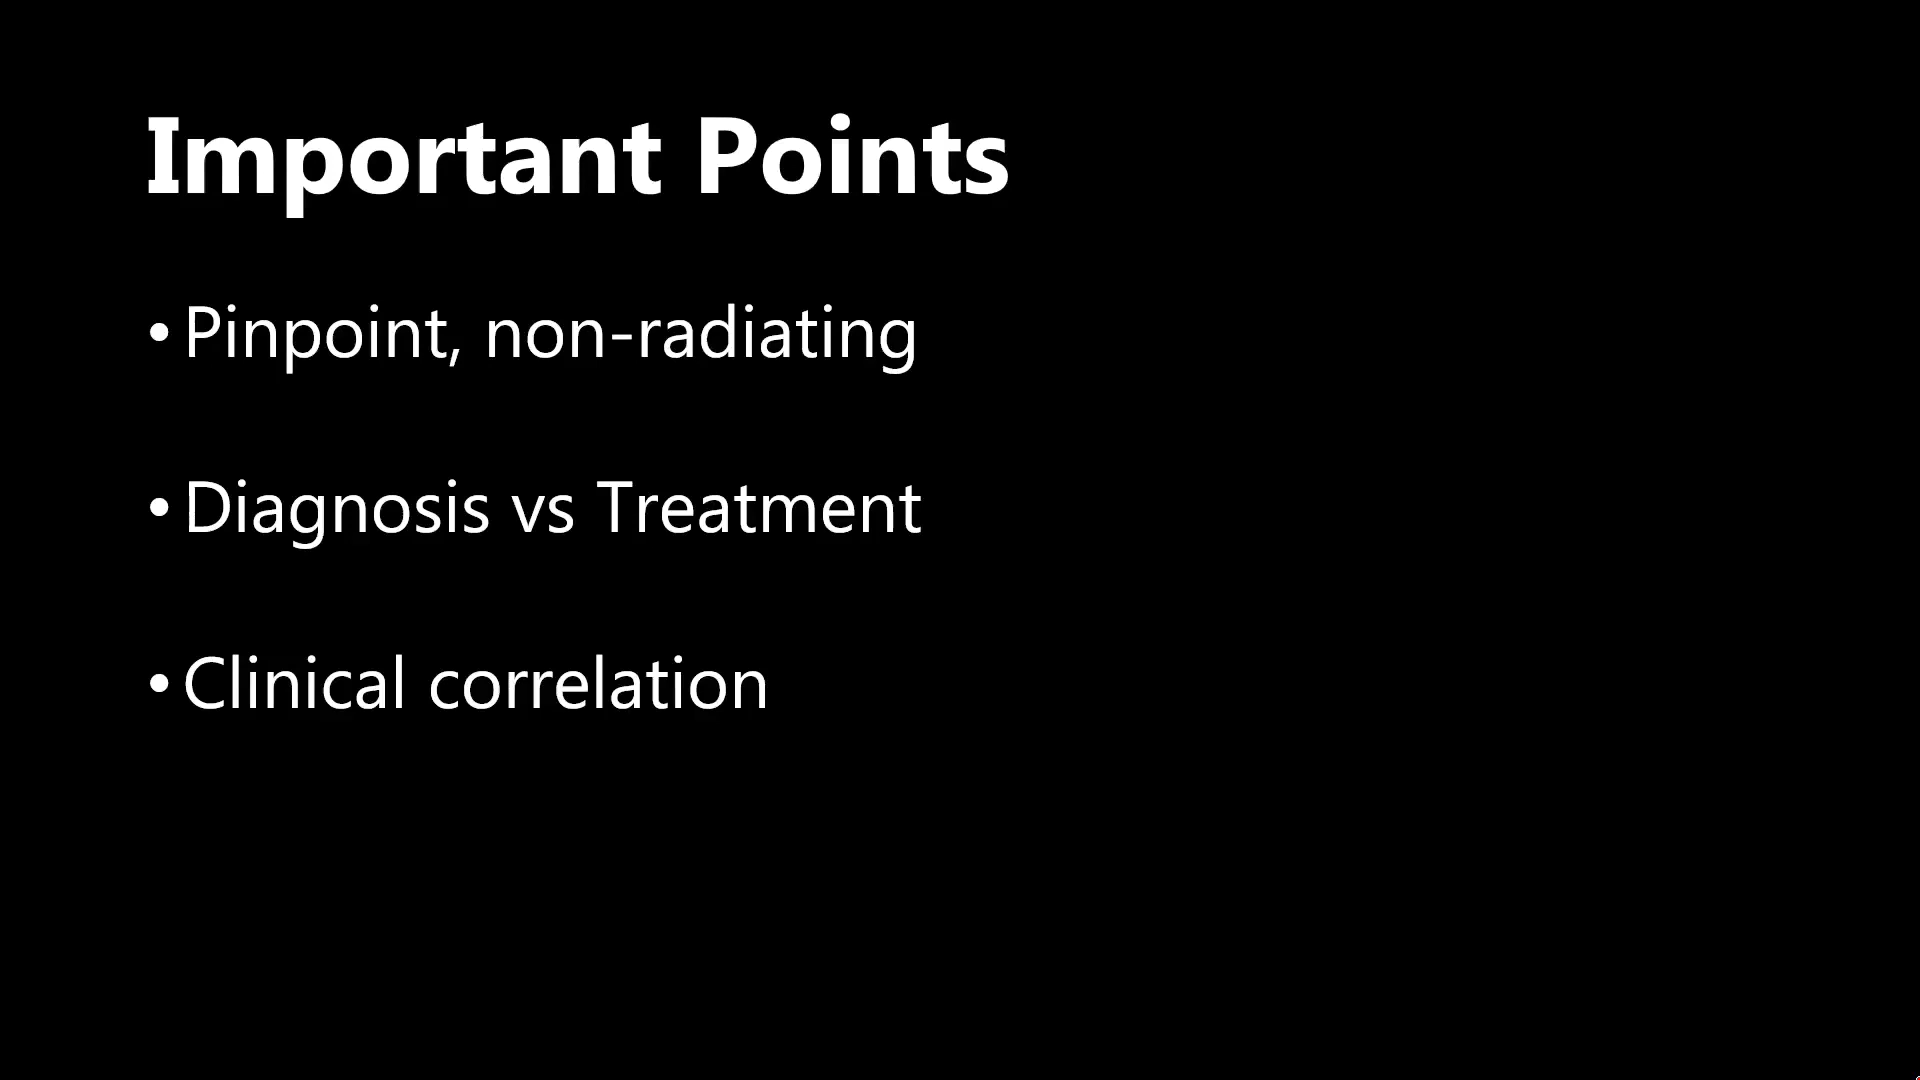 Important Points
• Pinpoint, non-radiating
• Diagnosis vs Treatment
• Clinical correlation